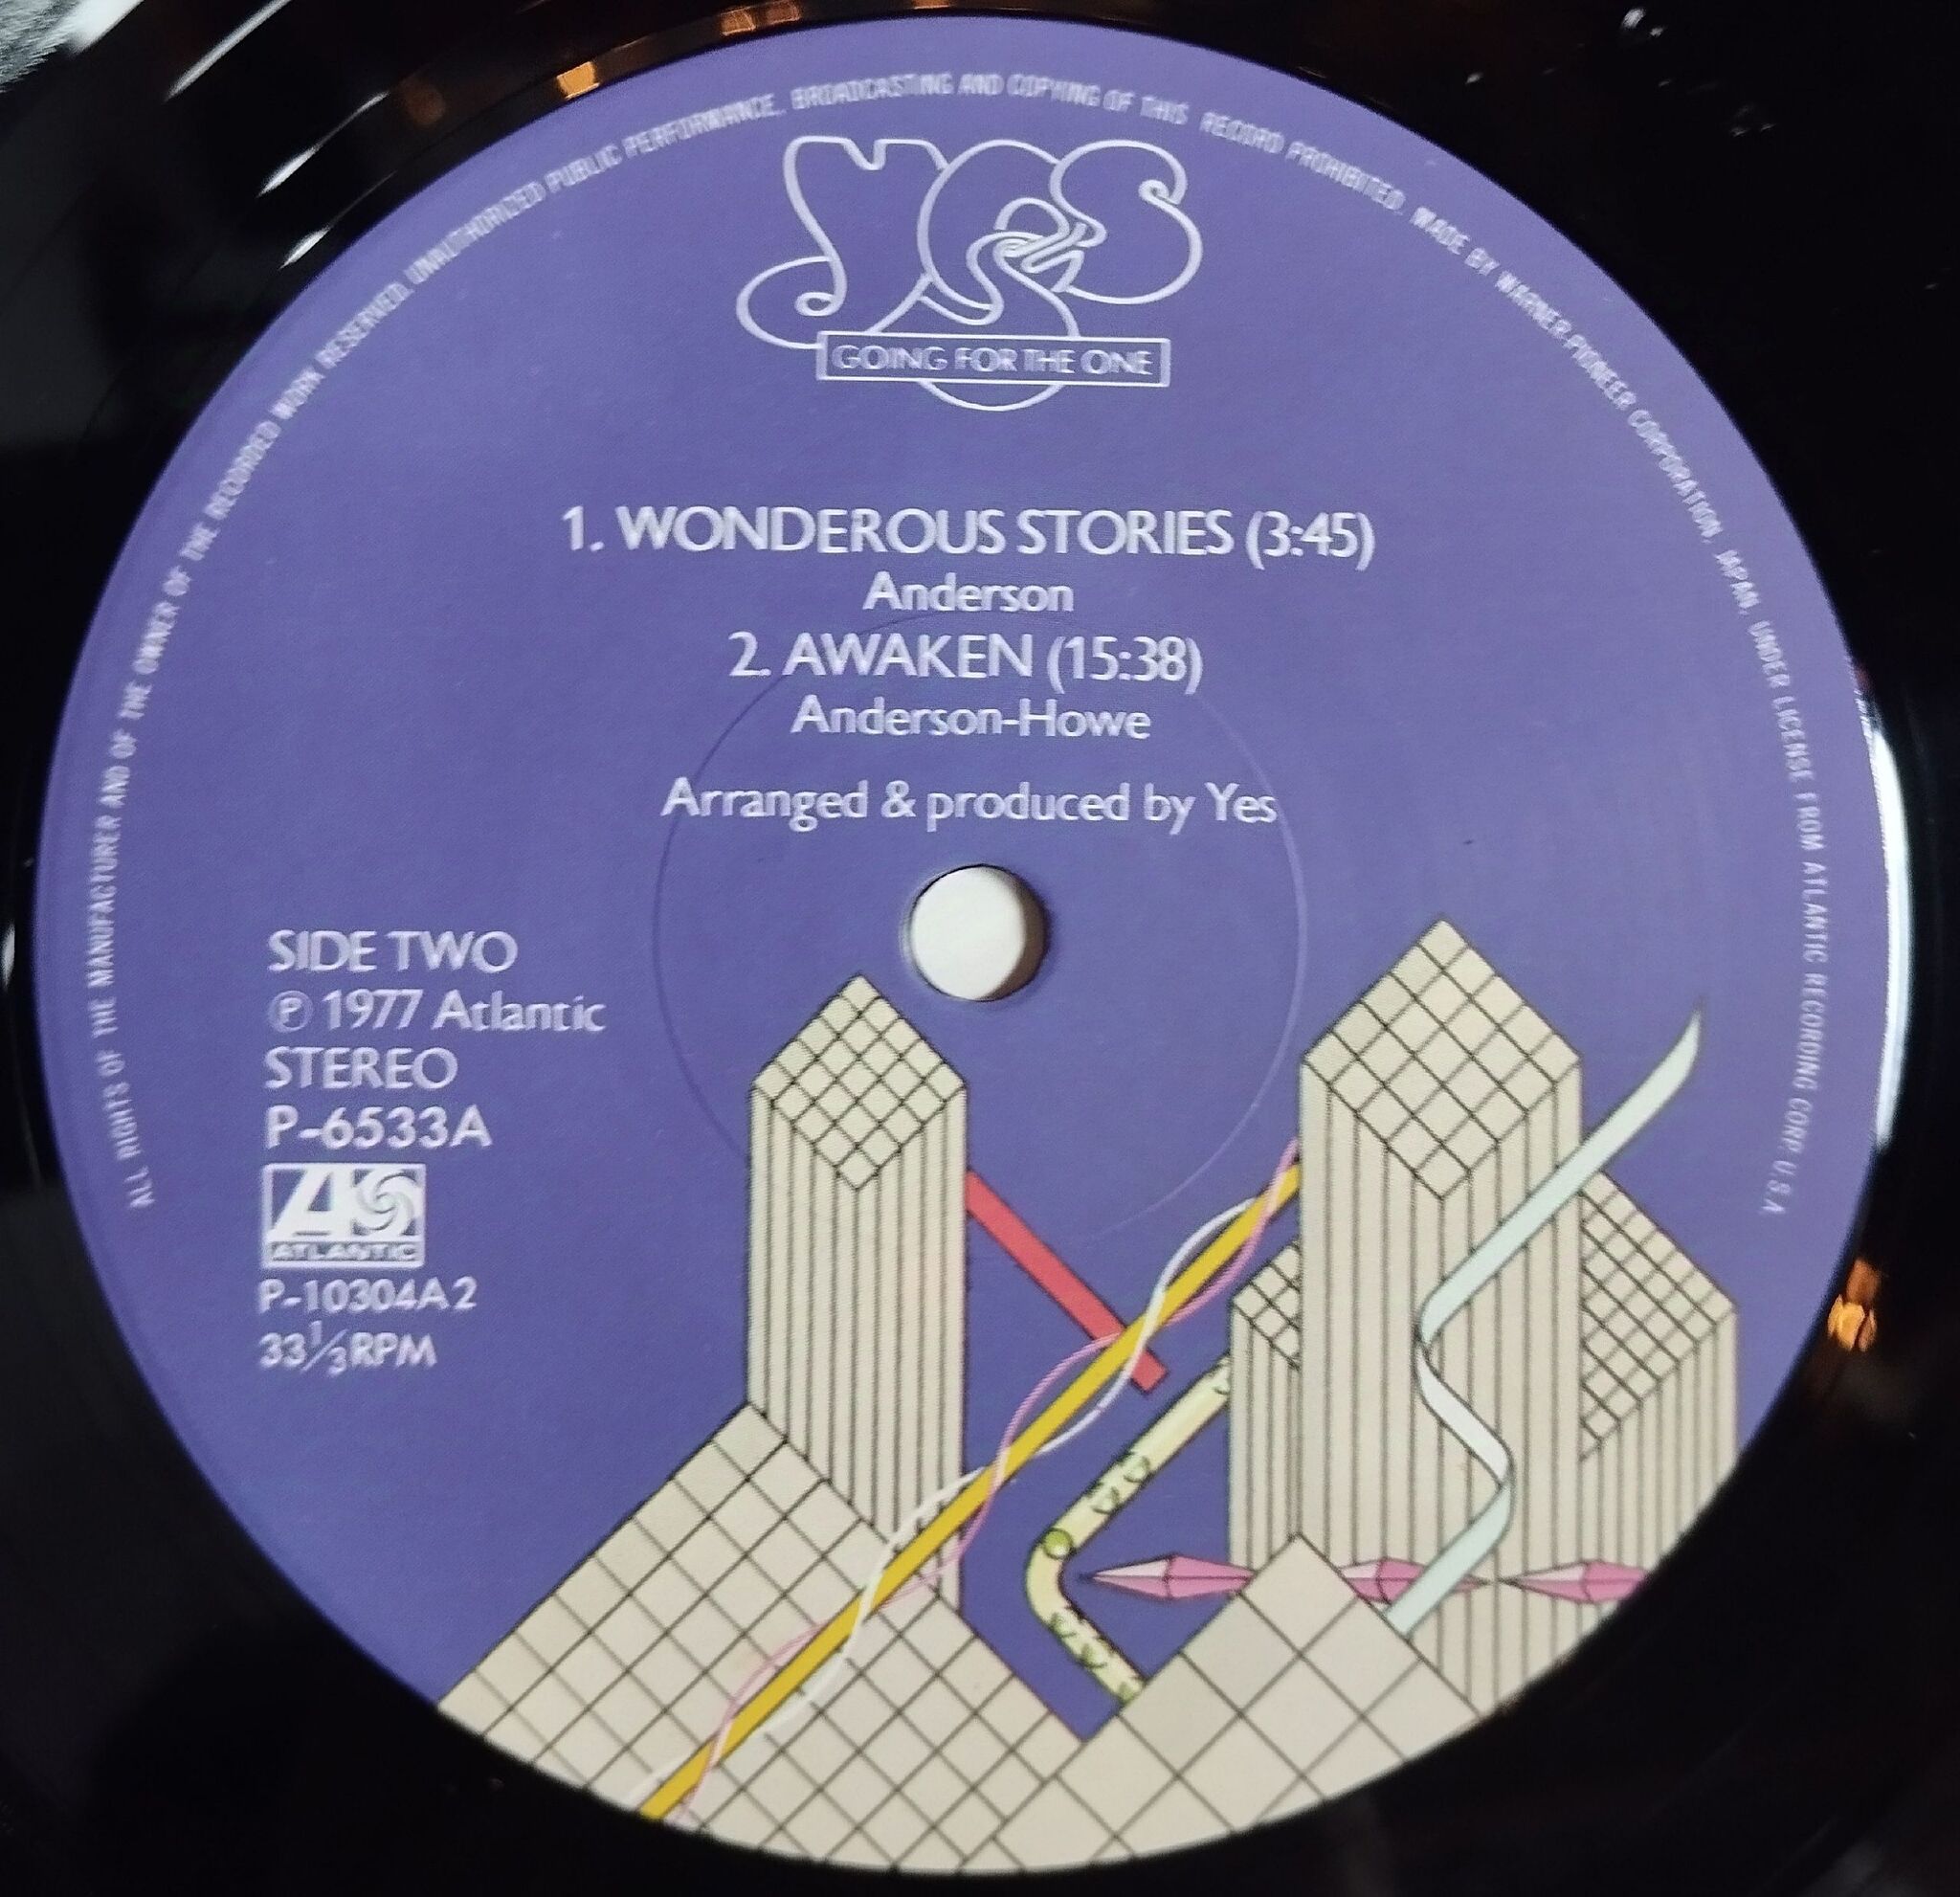 ALL RIGHTS OF THE MANUFACTURER AND OF THE OWNER OF THE RECORDED WORK RESERVED. UNAUTHORIZED PUBLIC PERFORMANCE, BROADCASTING AND COPYING OF THIS RECORD PROHIBITED. MADE BY WARNER-PIONEER CORPORATION, JAPAN. UNDER LICENSE FROM ATLANTIC RECORDING CORP. U.S.A.
YES
GOING FOR THE ONE
1. WONDEROUS STORIES (3:45)
Anderson
2. AWAKEN (15:38)
Anderson-Howe
Arranged & produced by Yes
SIDE TWO
℗ 1977 Atlantic
STEREO
P-6533A
ATLANTIC
P-10304A2
33⅓RPM